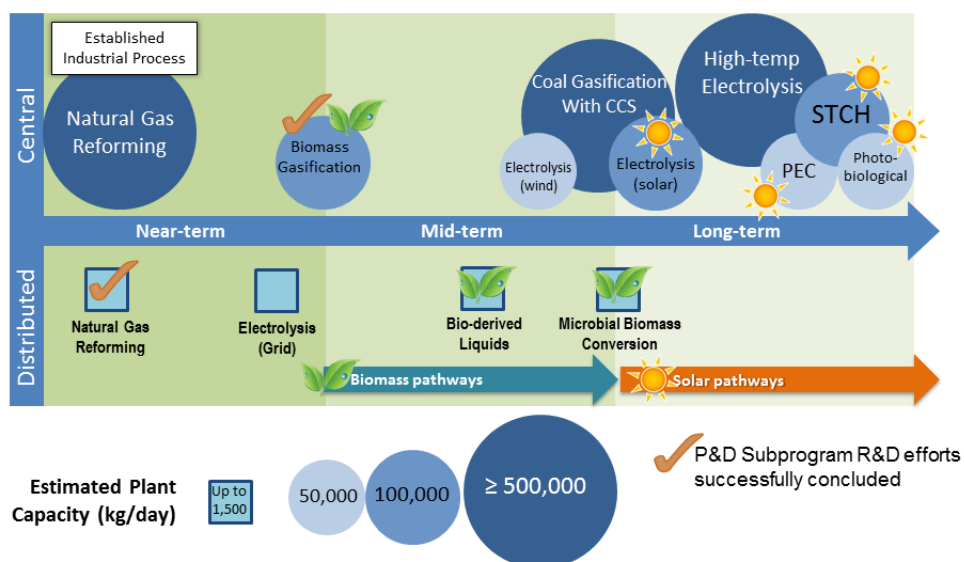 Established
Industrial Process
Central
Natural Gas
Reforming
Biomass
Gasification
Coal Gasification
With CCS
Electrolysis
(wind)
Electrolysis
(solar)
High-temp
Electrolysis
STCH
PEC
Photo-
biological
Near-term
Mid-term
Long-term
Distributed
Natural Gas
Reforming
Electrolysis
(Grid)
Bio-derived
Liquids
Microbial Biomass
Conversion
Biomass pathways
Solar pathways
Estimated Plant
Capacity (kg/day)
Up to
1,500
50,000
100,000
≥ 500,000
P&D Subprogram R&D efforts
successfully concluded